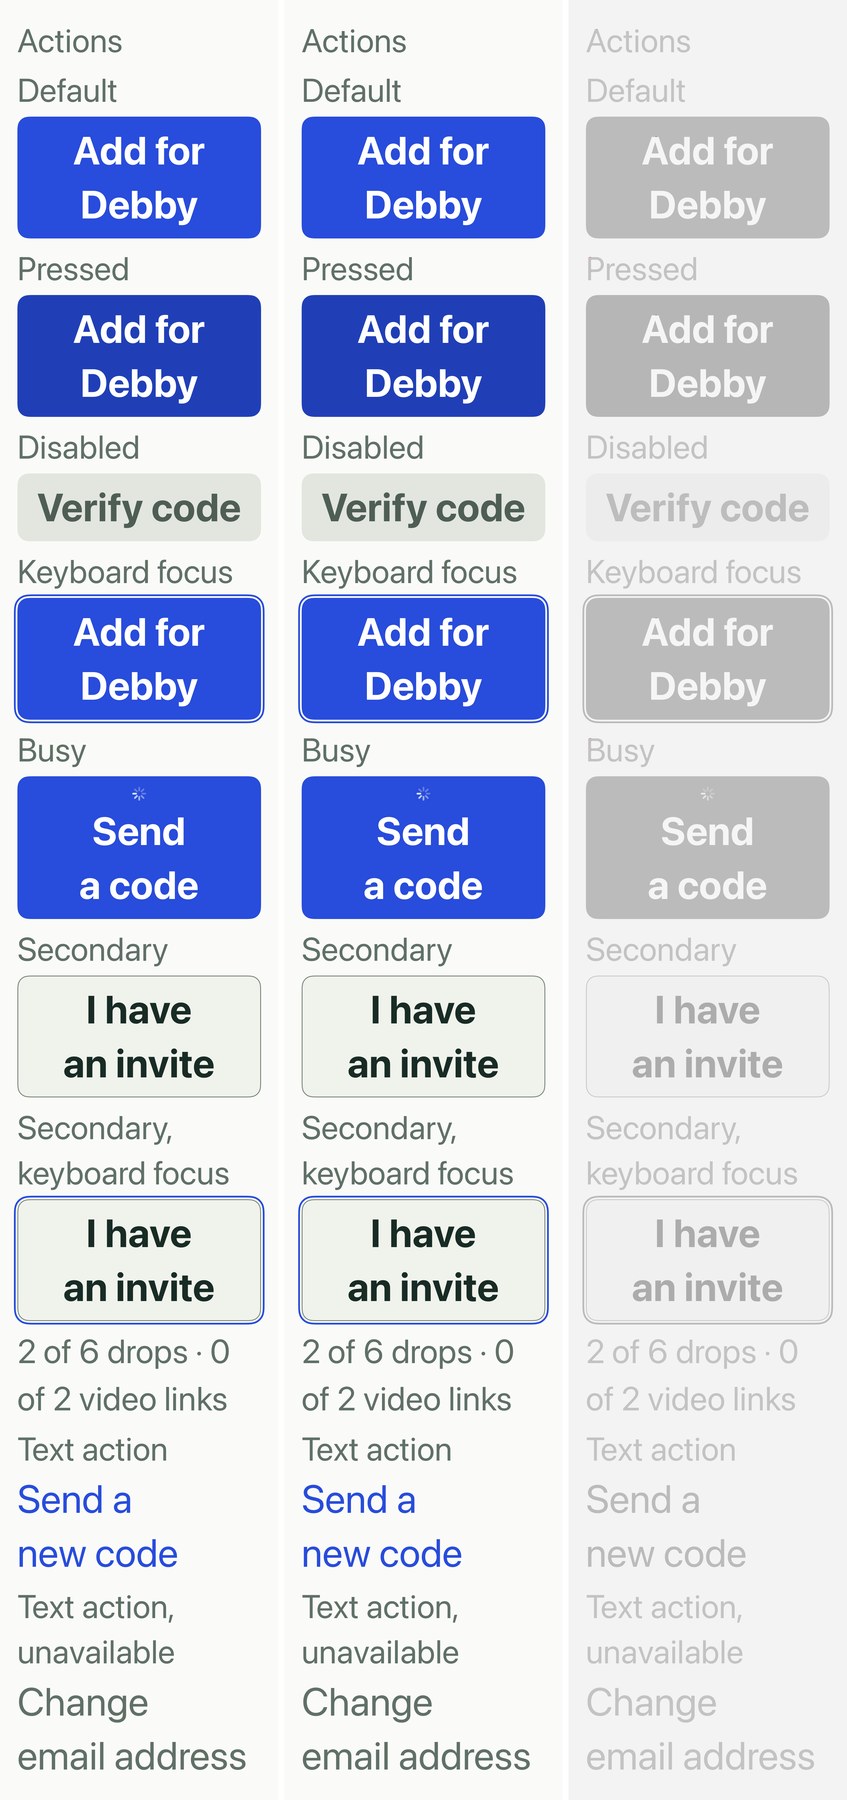 Actions
Default
Add for
Debby
Pressed
Add for
Debby
Disabled
Verify code
Keyboard focus
Add for
Debby
Busy
Send
a code
Secondary
I have
an invite
Secondary,
keyboard focus
I have
an invite
2 of 6 drops · 0
of 2 video links
Text action
Send a
new code
Text action,
unavailable
Change
email address
Actions
Default
Add for
Debby
Pressed
Add for
Debby
Disabled
Verify code
Keyboard focus
Add for
Debby
Busy
Send
a code
Secondary
I have
an invite
Secondary,
keyboard focus
I have
an invite
2 of 6 drops · 0
of 2 video links
Text action
Send a
new code
Text action,
unavailable
Change
email address
Actions
Default
Add for
Debby
Pressed
Add for
Debby
Disabled
Verify code
Keyboard focus
Add for
Debby
Busy
Send
a code
Secondary
I have
an invite
Secondary,
keyboard focus
I have
an invite
2 of 6 drops · 0
of 2 video links
Text action
Send a
new code
Text action,
unavailable
Change
email address